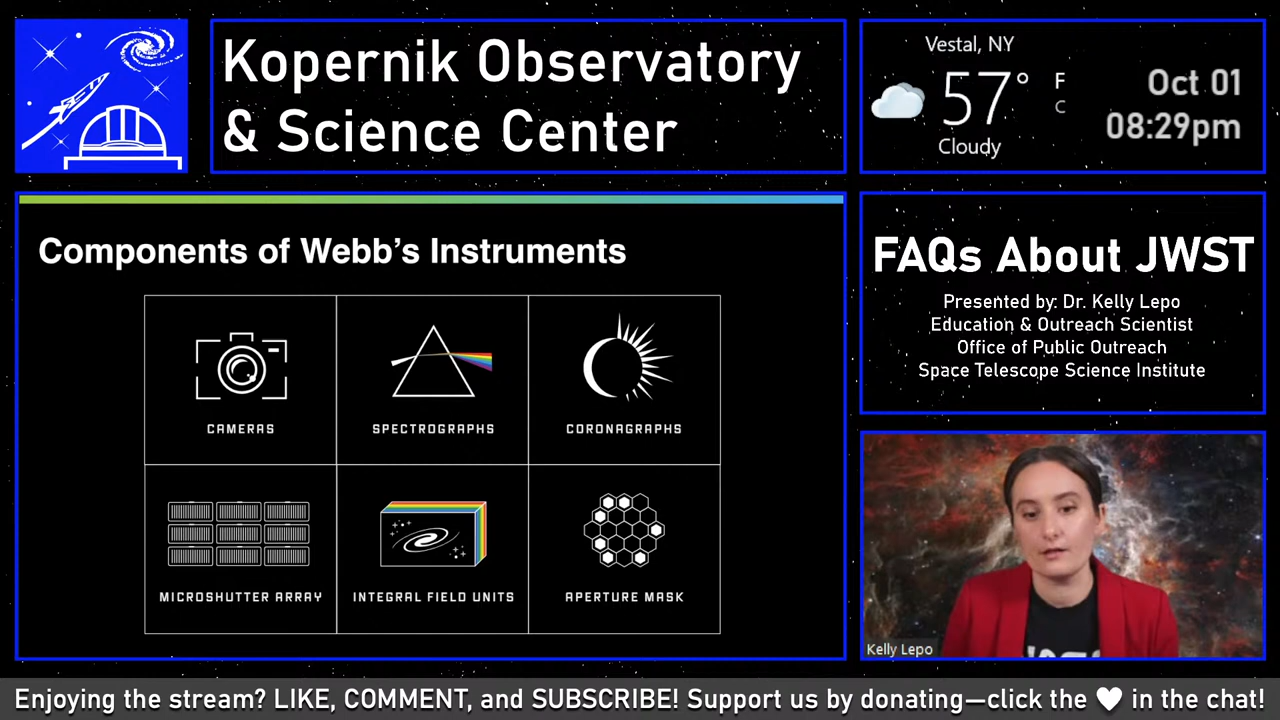 Kopernik Observatory
& Science Center
Vestal, NY
57°
F
C
Cloudy
Oct 01
08:29pm
Components of Webb's Instruments
CAMERAS
SPECTROGRAPHS
CORONAGRAPHS
MICROSHUTTER ARRAY
INTEGRAL FIELD UNITS
APERTURE MASK
FAQs About JWST
Presented by: Dr. Kelly Lepo
Education & Outreach Scientist
Office of Public Outreach
Space Telescope Science Institute
Kelly Lepo
Enjoying the stream? LIKE, COMMENT, and SUBSCRIBE! Support us by donating—click the ♥ in the chat!